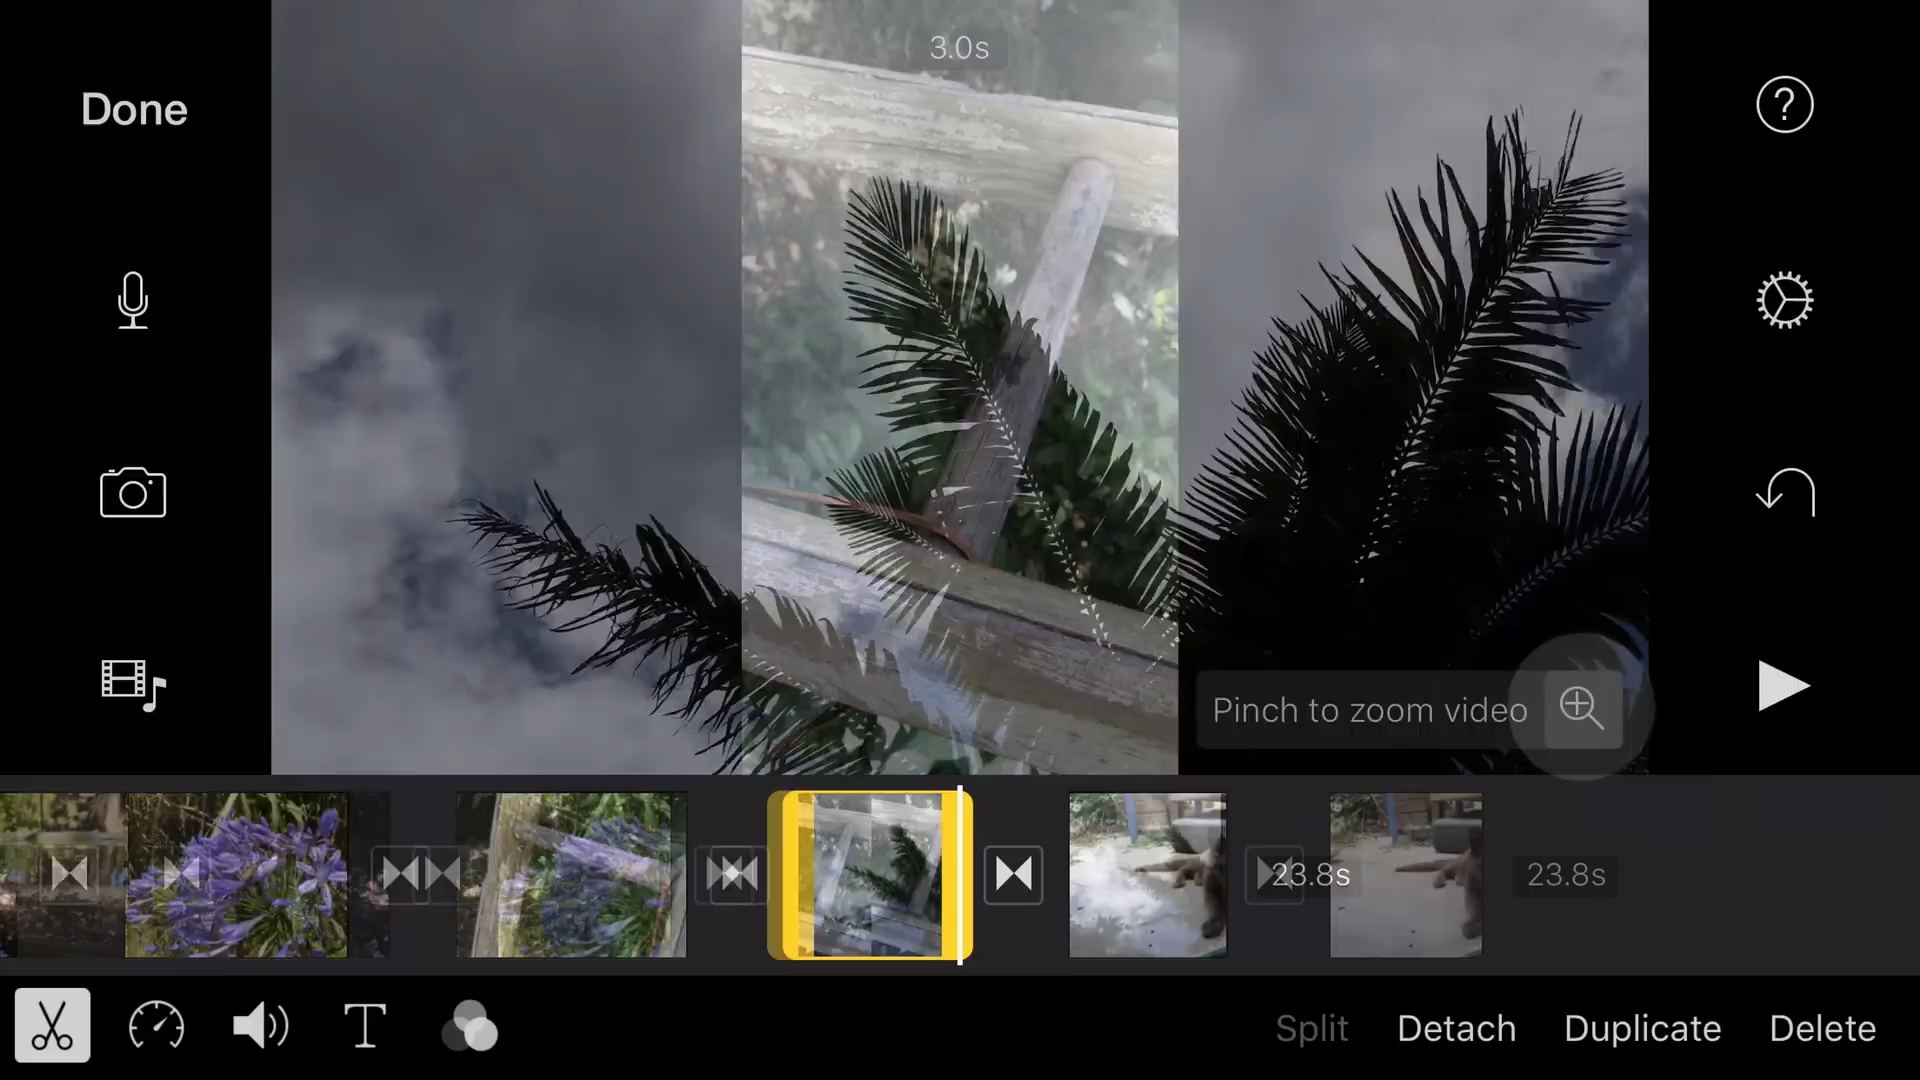 3.0s
Done
?
Pinch to zoom video
23.8s
23.8s
T
Split Detach Duplicate Delete